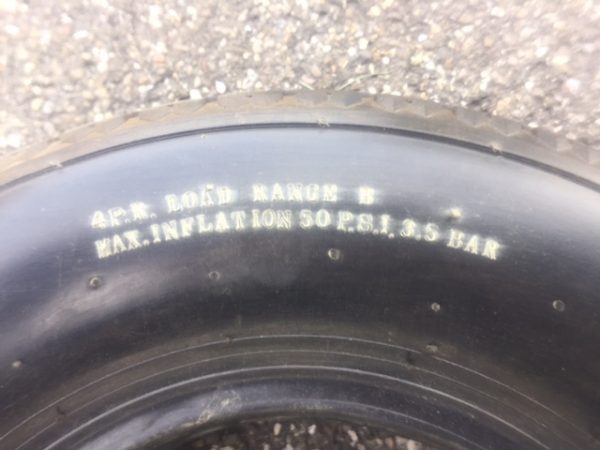 4P.R. LOAD RANGE B
MAX.INFLATION 50 P.S.I. 3.5 BAR